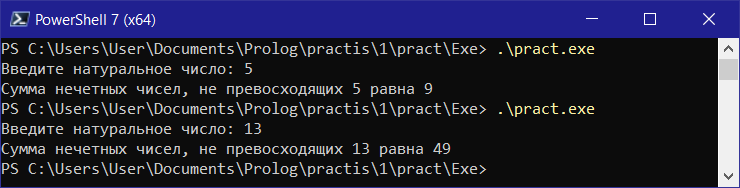 PowerShell 7 (x64)
PS C:\Users\User\Documents\Prolog\practis\1\pract\Exe> .\pract.exe
Введите натуральное число: 5
Сумма нечетных чисел, не превосходящих 5 равна 9
PS C:\Users\User\Documents\Prolog\practis\1\pract\Exe> .\pract.exe
Введите натуральное число: 13
Сумма нечетных чисел, не превосходящих 13 равна 49
PS C:\Users\User\Documents\Prolog\practis\1\pract\Exe>